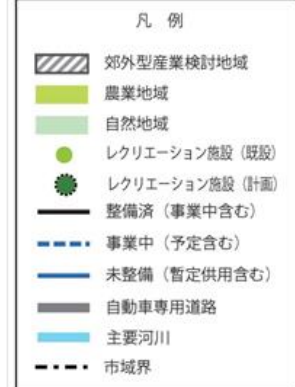 凡 例
郊外型産業検討地域
農業地域
自然地域
レクリエーション施設（既設）
レクリエーション施設（計画）
整備済（事業中含む）
事業中（予定含む）
未整備（暫定供用含む）
自動車専用道路
主要河川
市域界